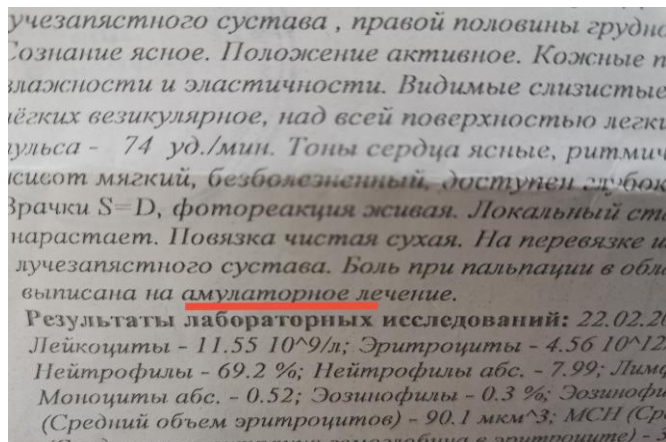 учезапястного сустава , правой половины грудно
Сознание ясное. Положение активное. Кожные п
влажности и эластичности. Видимые слизистые
лёгких везикулярное, над всей поверхностью легки
пульса - 74 уд./мин. Тоны сердца ясные, ритмич
живот мягкий, безболезненный, доступен глубок
Зрачки S=D, фотореакция живая. Локальный ст
нарастает. Повязка чистая сухая. На перевязке и
лучезапястного сустава. Боль при пальпации в обла
выписана на амулаторное лечение.
Результаты лабораторных исследований: 22.02.20
Лейкоциты - 11.55 10^9/л; Эритроциты - 4.56 10^12
Нейтрофилы - 69.2 %; Нейтрофилы абс. - 7.99; Лимф
Моноциты абс. - 0.52; Эозинофилы - 0.3 %; Эозинофи
(Средний объем эритроцитов) - 90.1 мкм^3; MCH (Ср